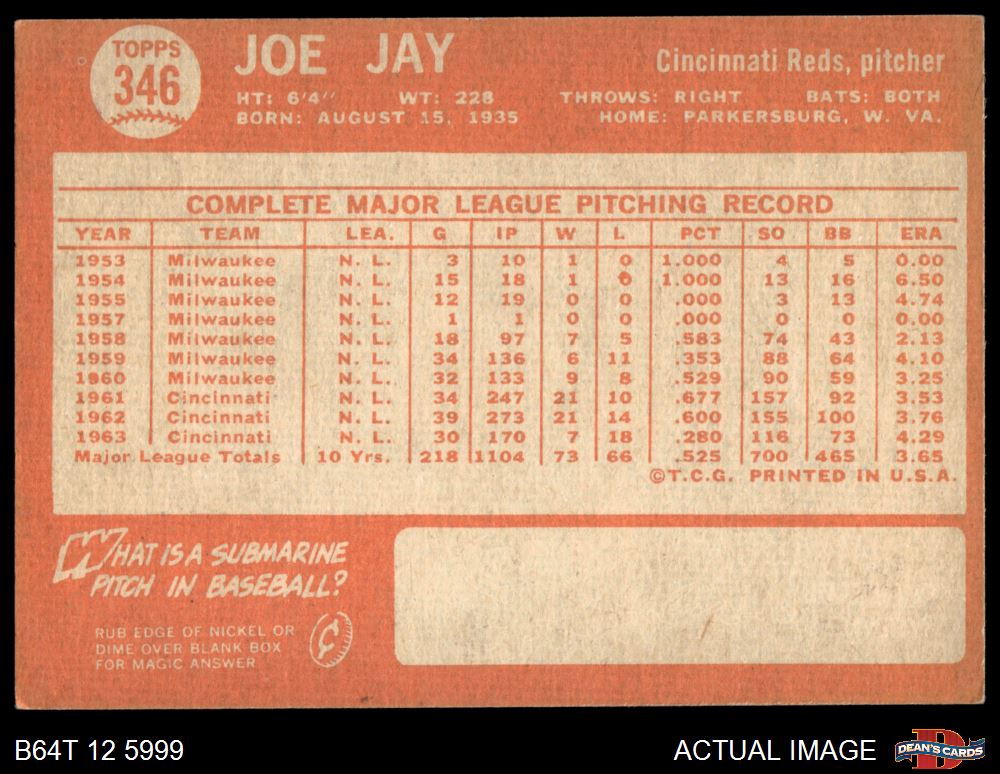 TOPPS
346
JOE JAY
Cincinnati Reds, pitcher
HT: 6'4" WT: 228 THROWS: RIGHT BATS: BOTH
BORN: AUGUST 15, 1935 HOME: PARKERSBURG, W. VA.
COMPLETE MAJOR LEAGUE PITCHING RECORD
YEAR TEAM LEA. G IP W L PCT SO BB ERA
1953 Milwaukee N. L. 3 10 1 0 1.000 4 5 0.00
1954 Milwaukee N. L. 15 18 1 0 1.000 13 16 6.50
1955 Milwaukee N. L. 12 19 0 0 .000 3 13 4.74
1957 Milwaukee N. L. 1 1 0 0 .000 0 0 0.00
1958 Milwaukee N. L. 18 97 7 5 .583 74 43 2.13
1959 Milwaukee N. L. 34 136 6 11 .353 88 64 4.10
1960 Milwaukee N. L. 32 133 9 8 .529 90 59 3.25
1961 Cincinnati N. L. 34 247 21 10 .677 157 92 3.53
1962 Cincinnati N. L. 39 273 21 14 .600 155 100 3.76
1963 Cincinnati N. L. 30 170 7 18 .280 116 73 4.29
Major League Totals 10 Yrs. 218 1104 73 66 .525 700 465 3.65
©T.C.G. PRINTED IN U.S.A.
WHAT IS A SUBMARINE
PITCH IN BASEBALL?
RUB EDGE OF NICKEL OR
DIME OVER BLANK BOX
FOR MAGIC ANSWER
¢
B64T 12 5999
ACTUAL IMAGE
D
DEAN'S CARDS